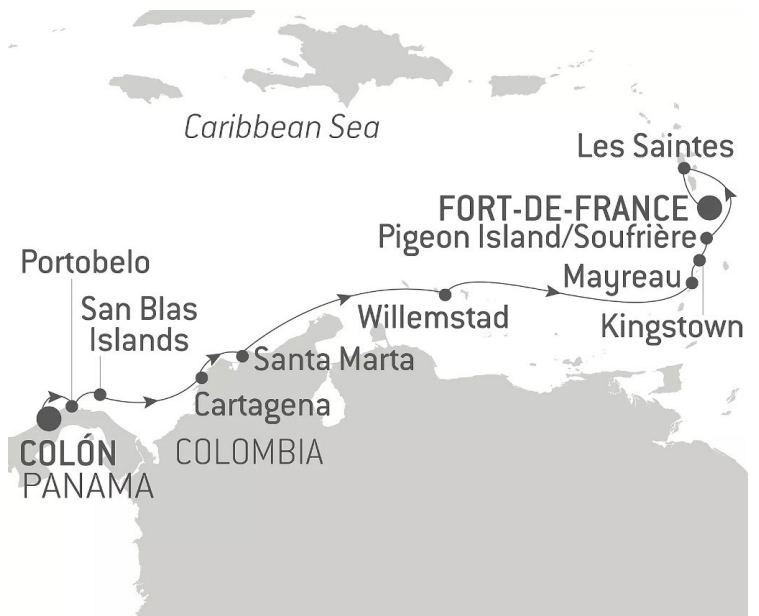 Caribbean Sea
Les Saintes
FORT-DE-FRANCE
Pigeon Island/Soufrière
Portobelo
Mayreau
San Blas
Islands
Willemstad
Kingstown
Santa Marta
Cartagena
COLÓN
PANAMA
COLOMBIA